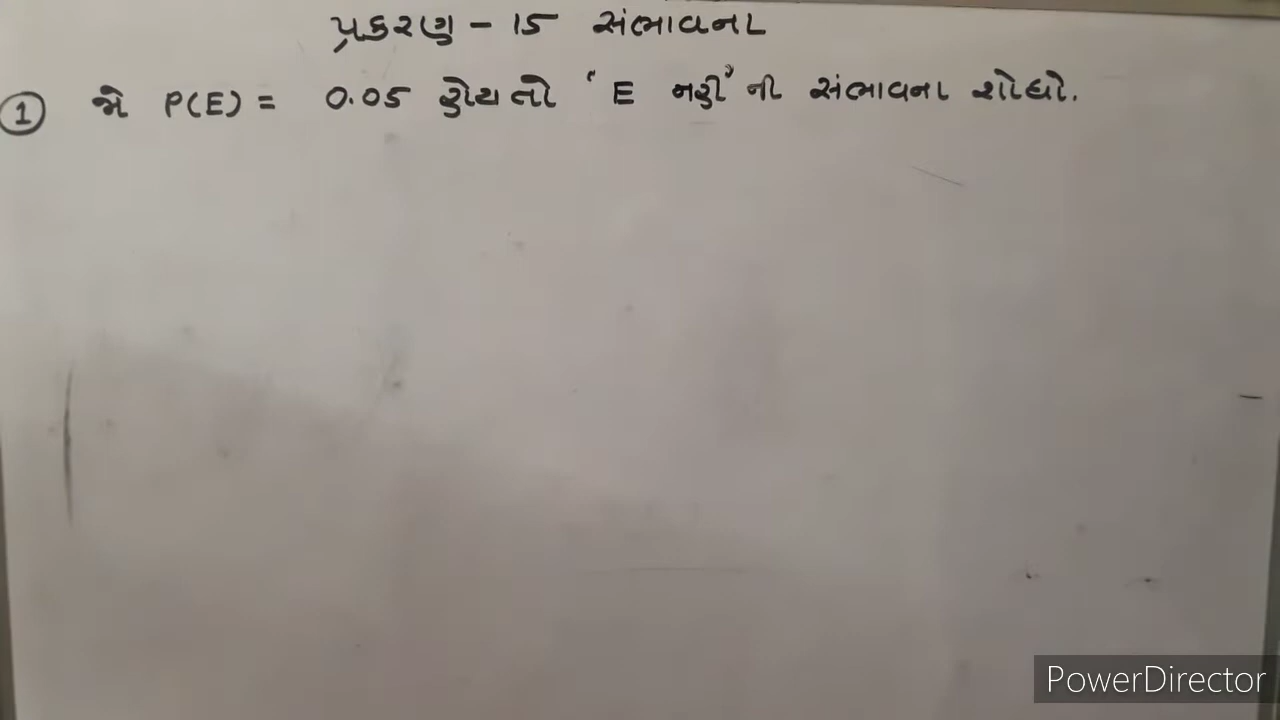 પ્રકરણ - 15 સંભાવના
① જો P(E) = 0.05 હોય તો 'E નહીં' ની સંભાવના શોધો.
PowerDirector